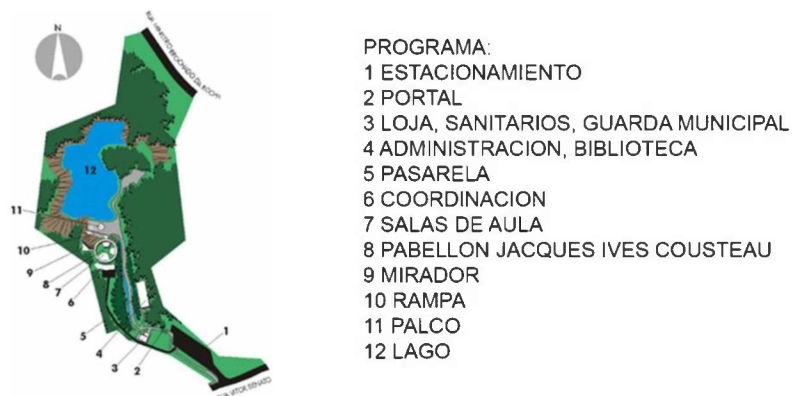 N
12
11
10
9
8
7
6
5
4
3
2
1
PROGRAMA:
1 ESTACIONAMIENTO
2 PORTAL
3 LOJA, SANITARIOS, GUARDA MUNICIPAL
4 ADMINISTRACION, BIBLIOTECA
5 PASARELA
6 COORDINACION
7 SALAS DE AULA
8 PABELLON JACQUES IVES COUSTEAU
9 MIRADOR
10 RAMPA
11 PALCO
12 LAGO